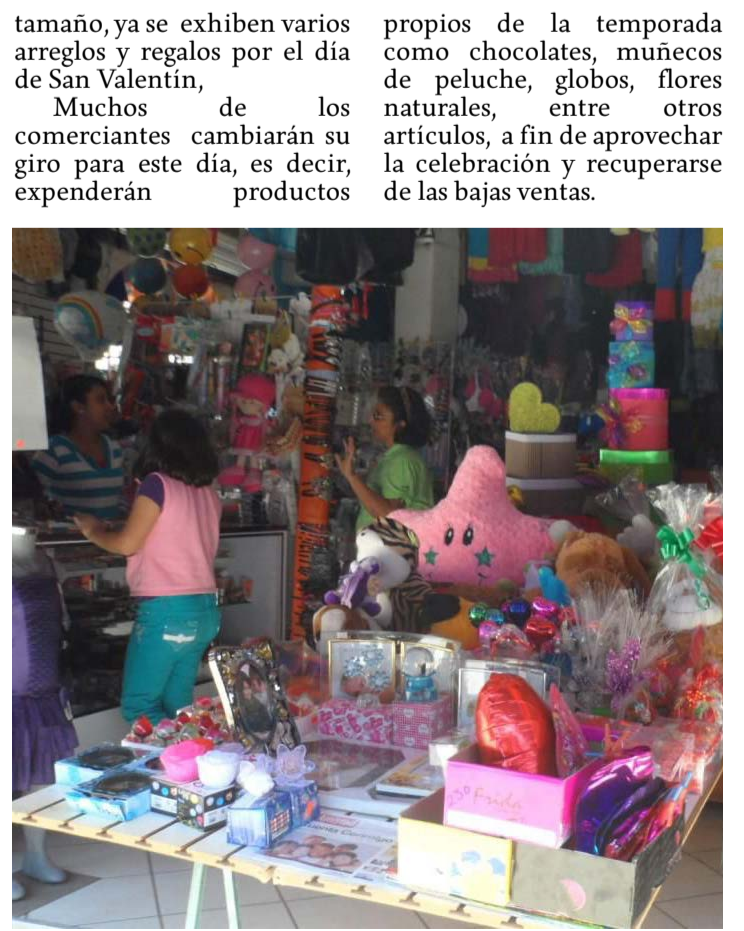 tamaño, ya se exhiben varios
arreglos y regalos por el día
de San Valentín,
Muchos de los
comerciantes cambiarán su
giro para este día, es decir,
expenderán productos
propios de la temporada
como chocolates, muñecos
de peluche, globos, flores
naturales, entre otros
artículos, a fin de aprovechar
la celebración y recuperarse
de las bajas ventas.
Frida